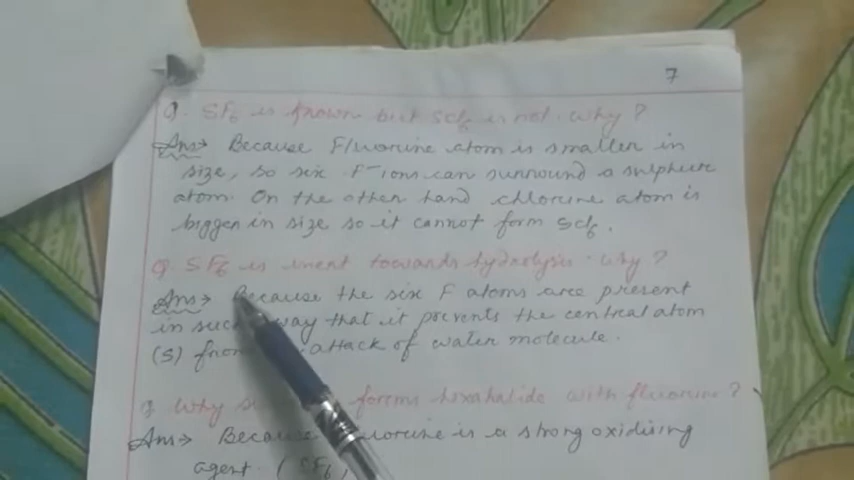 7
Q. SF6 is known but SCl6 is not. Why?
Ans→ Because Fluorine atom is smaller in
size, so six F⁻ ions can surround a sulphur
atom. On the other hand chlorine atom is
bigger in size so it cannot form SCl6.
Q. SF6 is inert towards hydrolysis. Why?
Ans→ Because the six F atoms are present
in such way that it prevents the central atom
(S) from attack of water molecule.
Q Why forms hexahalide with fluorine?
Ans→ Because fluorine is a strong oxidising
agent. (SF6)